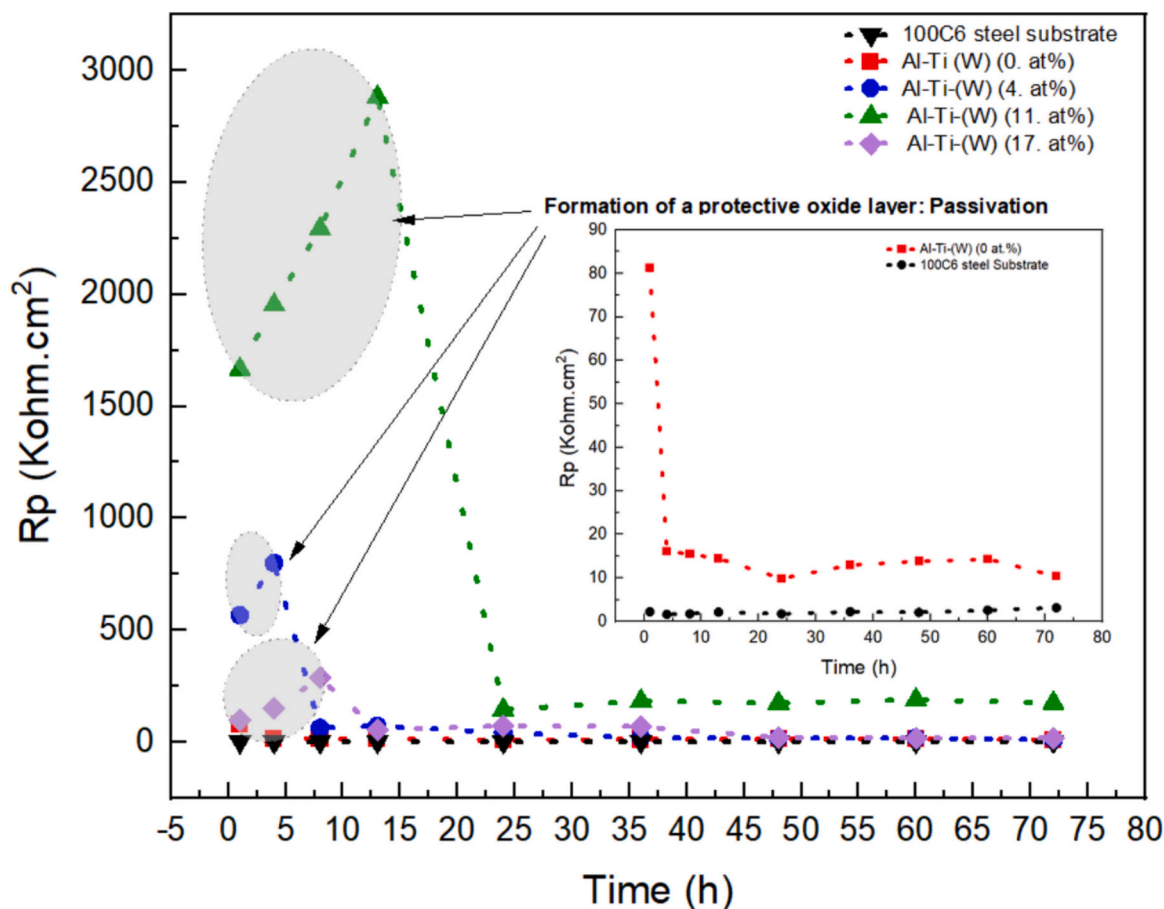 100C6 steel substrate
Al-Ti (W) (0. at%)
Al-Ti-(W) (4. at%)
Al-Ti-(W) (11. at%)
Al-Ti-(W) (17. at%)
Formation of a protective oxide layer: Passivation
3000
2500
2000
1500
1000
500
0
Rp (Kohm.cm²)
-5 0 5 10 15 20 25 30 35 40 45 50 55 60 65 70 75 80
Time (h)
Al-Ti-(W) (0 at.%)
100C6 steel Substrate
90
80
70
60
50
40
30
20
10
0
Rp (Kohm.cm²)
0 10 20 30 40 50 60 70 80
Time (h)